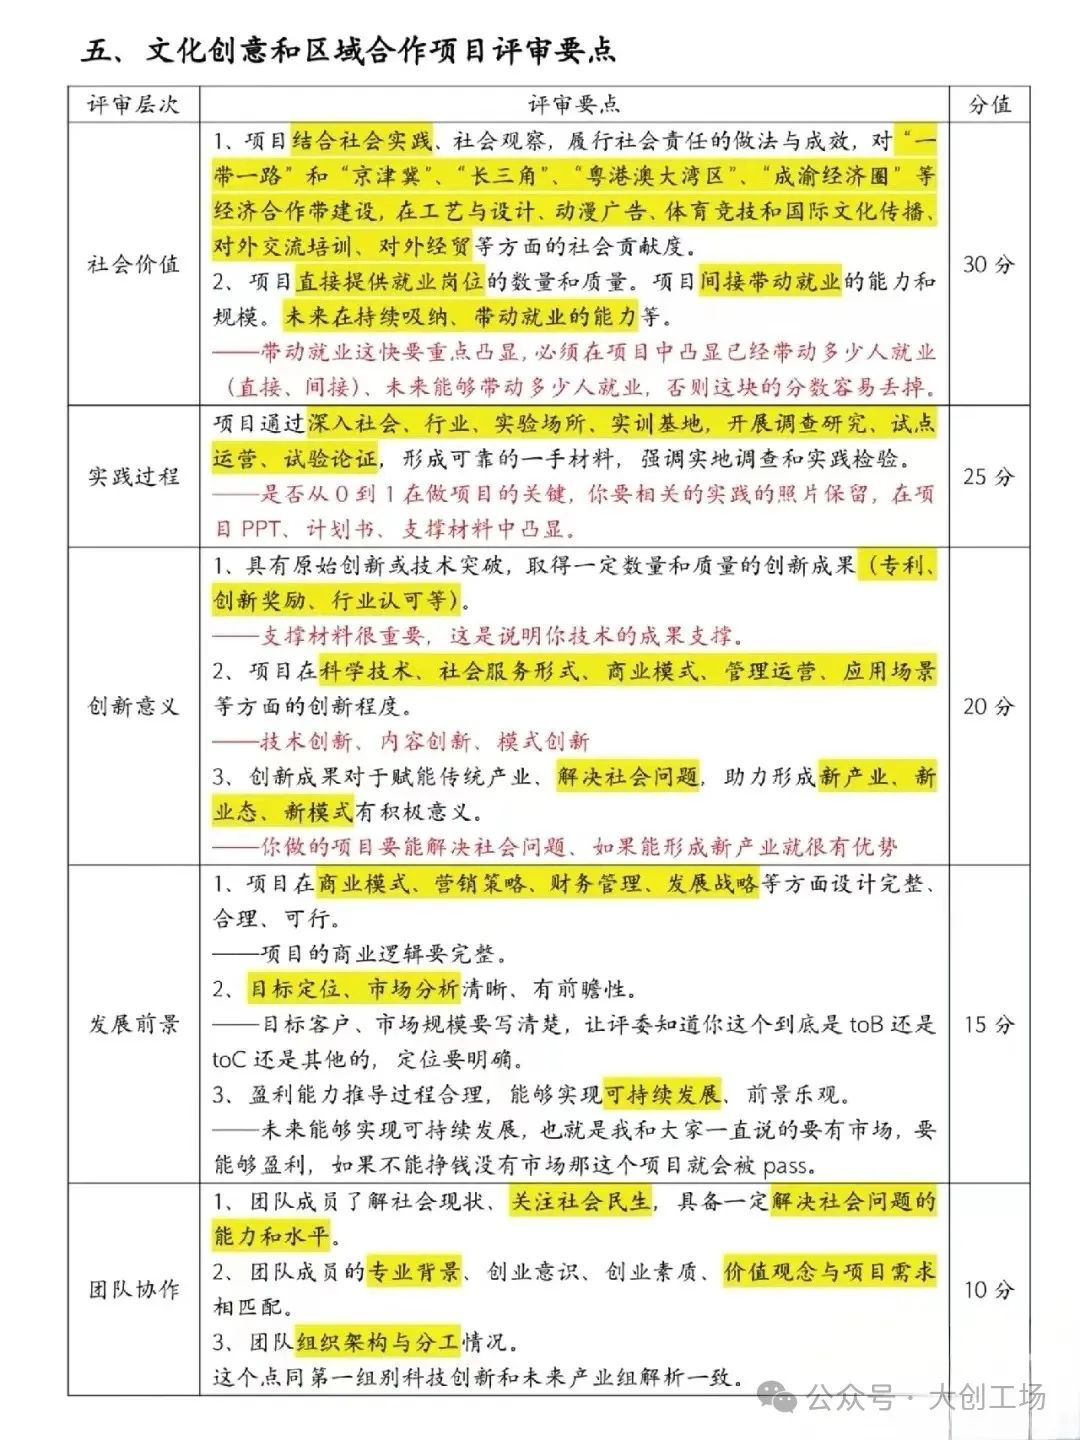 五、文化创意和区域合作项目评审要点
评审层次 评审要点 分值
社会价值
1、项目结合社会实践、社会观察，履行社会责任的做法与成效，对“一
带一路”和“京津冀”、“长三角”、“粤港澳大湾区”、“成渝经济圈”等
经济合作带建设，在工艺与设计、动漫广告、体育竞技和国际文化传播、
对外交流培训、对外经贸等方面的社会贡献度。
2、项目直接提供就业岗位的数量和质量。项目间接带动就业的能力和
规模。未来在持续吸纳、带动就业的能力等。
——带动就业这快要重点凸显，必须在项目中凸显已经带动多少人就业
（直接、间接）、未来能够带动多少人就业，否则这块的分数容易丢掉。
30 分
实践过程
项目通过深入社会、行业、实验场所、实训基地，开展调查研究、试点
运营、试验论证，形成可靠的一手材料，强调实地调查和实践检验。
——是否从 0 到 1 在做项目的关键，你要相关的实践的照片保留，在项
目 PPT、计划书、支撑材料中凸显。
25 分
创新意义
1、具有原始创新或技术突破，取得一定数量和质量的创新成果（专利、
创新奖励、行业认可等）。
——支撑材料很重要，这是说明你技术的成果支撑。
2、项目在科学技术、社会服务形式、商业模式、管理运营、应用场景
等方面的创新程度。
——技术创新、内容创新、模式创新
3、创新成果对于赋能传统产业、解决社会问题，助力形成新产业、新
业态、新模式有积极意义。
——你做的项目要能解决社会问题、如果能形成新产业就很有优势
20 分
发展前景
1、项目在商业模式、营销策略、财务管理、发展战略等方面设计完整、
合理、可行。
——项目的商业逻辑要完整。
2、目标定位、市场分析清晰、有前瞻性。
——目标客户、市场规模要写清楚，让评委知道你这个到底是 toB 还是
toC 还是其他的，定位要明确。
3、盈利能力推导过程合理，能够实现可持续发展、前景乐观。
——未来能够实现可持续发展，也就是我和大家一直说的要有市场，要
能够盈利，如果不能挣钱没有市场那这个项目就会被 pass。
15 分
团队协作
1、团队成员了解社会现状、关注社会民生，具备一定解决社会问题的
能力和水平。
2、团队成员的专业背景、创业意识、创业素质、价值观念与项目需求
相匹配。
3、团队组织架构与分工情况。
这个点同第一组别科技创新和未来产业组解析一致。
10 分
公众号 · 大创工场